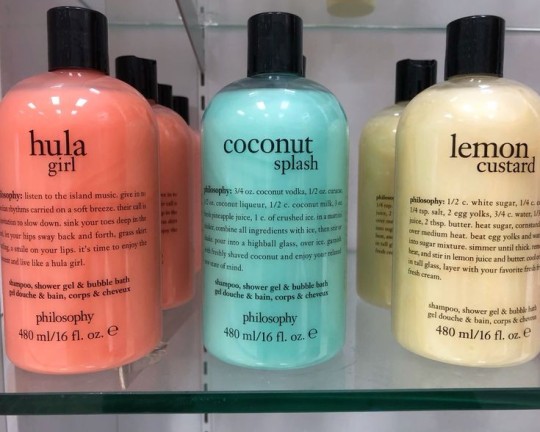 hula
girl
philosophy: listen to the island music. give in to
rhythms carried on a soft breeze. their call is
to slow down. sink your toes deep in the
in your lips sway back and forth, grass skirt
a smile on your lips. it's time to enjoy the
and live like a hula girl.
shampoo, shower gel & bubble bath
gel douche & bain, corps & cheveux
philosophy
480 ml/16 fl. oz. e
coconut
splash
philosophy: 1/4 oz. coconut vodka, 1/2 oz. curacao,
oz. coconut liqueur, 1/2 c. coconut milk, 3 oz.
pineapple juice, 1 c. of crushed ice. in a
combine all ingredients with ice, then stir or
pour into a highball glass, over ice. garnish
freshly shaved coconut and enjoy your relaxed
state of mind.
shampoo, shower gel & bubble bath
gel douche & bain, corps & cheveux
philosophy
480 ml/16 fl. oz. e
lemon
custard
philosophy: 1/2 c. white sugar, 1/4 c.
1/4 tsp. salt, 2 egg yolks, 3/4 c. water, 1/
juice, 2 tbsp. butter. heat sugar, cornstarch
over medium heat. beat egg yolks and
into sugar mixture. simmer until thick. remove
heat, and stir in lemon juice and butter. cool
in tall glass, layer with your favorite fresh
fresh cream.
shampoo, shower gel & bubble bath
gel douche & bain, corps & cheveux
480 ml/16 fl. oz. e